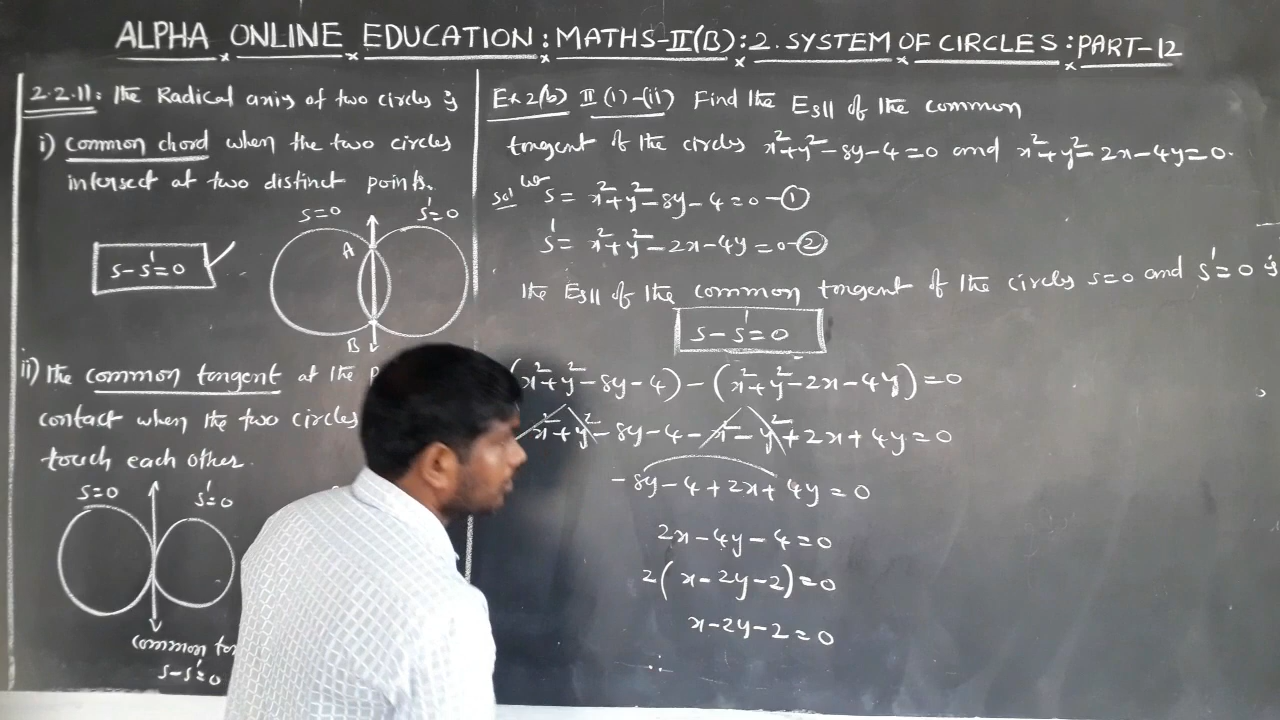 ALPHA ONLINE EDUCATION : MATHS-II(B) : 2. SYSTEM OF CIRCLES : PART-12
2.2.11: The Radical axis of two circles is
i) common chord when the two circles
intersect at two distinct points.
S=0 S'=0
A
S-S'=0
B
ii) The common tangent at the
contact when the two circles
touch each other.
S=0 S'=0
common
S-S'=0
Ex 2(b) II (1)-(ii) Find the Eqn of the common
tangent of the circles x²+y²-8y-4=0 and x²+y²-2x-4y=0.
Sol S = x²+y²-8y-4=0-①
S' = x²+y²-2x-4y=0-②
The Eqn of the common tangent of the circles S=0 and S'=0 is
S-S'=0
(x²+y²-8y-4)-(x²+y²-2x-4y)=0
x²+y²-8y-4-x²-y²+2x+4y=0
-8y-4+2x+4y=0
2x-4y-4=0
2(x-2y-2)=0
x-2y-2=0
∴